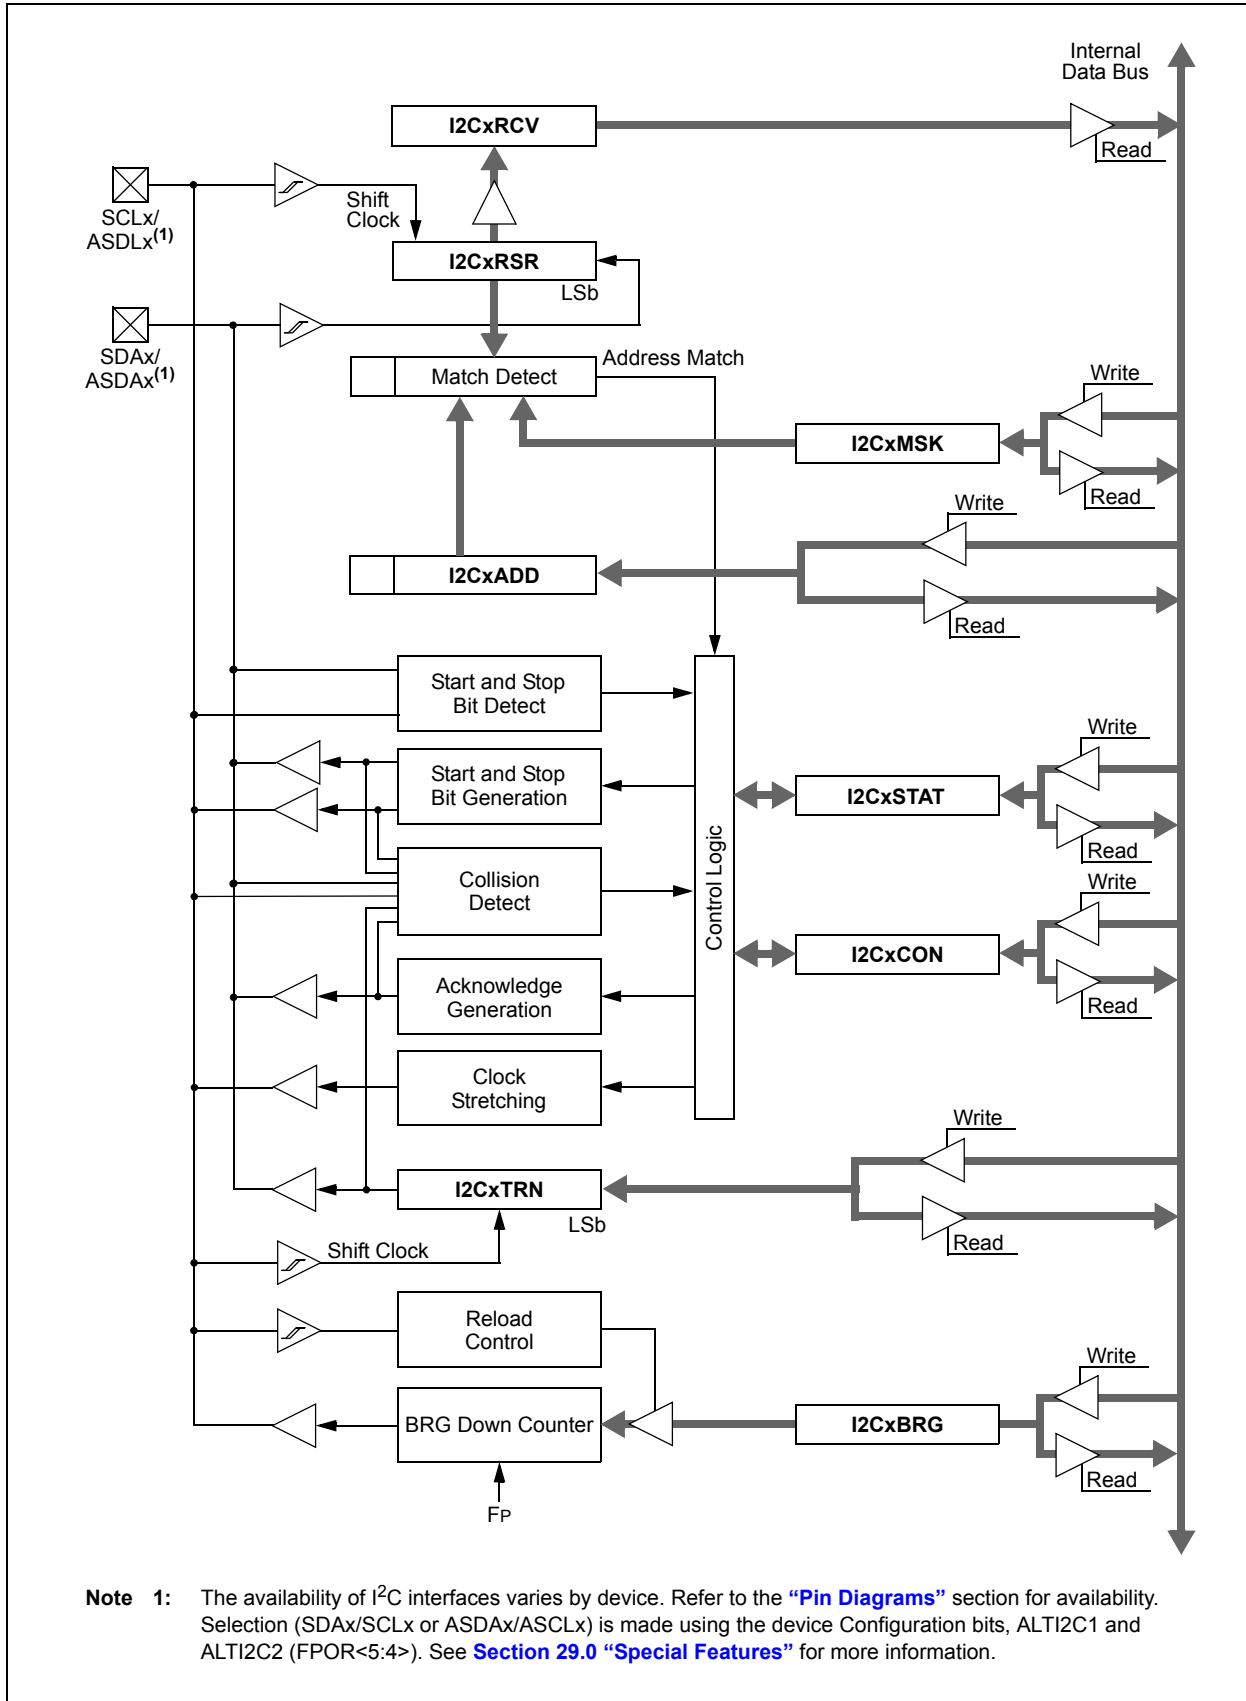 Internal
Data Bus
I2CxRCV
Read
Shift
Clock
SCLx/
ASDLx(1)
I2CxRSR
LSb
SDAx/
ASDAx(1)
Address Match
Match Detect
Write
I2CxMSK
Read
Write
I2CxADD
Read
Start and Stop
Bit Detect
Write
Start and Stop
Bit Generation
I2CxSTAT
Read
Control Logic
Collision
Detect
Write
I2CxCON
Read
Acknowledge
Generation
Clock
Stretching
Write
I2CxTRN
LSb
Read
Shift Clock
Reload
Control
Write
BRG Down Counter
I2CxBRG
Read
FP
Note 1: The availability of I2C interfaces varies by device. Refer to the “Pin Diagrams” section for availability.
Selection (SDAx/SCLx or ASDAx/ASCLx) is made using the device Configuration bits, ALTI2C1 and
ALTI2C2 (FPOR<5:4>). See Section 29.0 “Special Features” for more information.